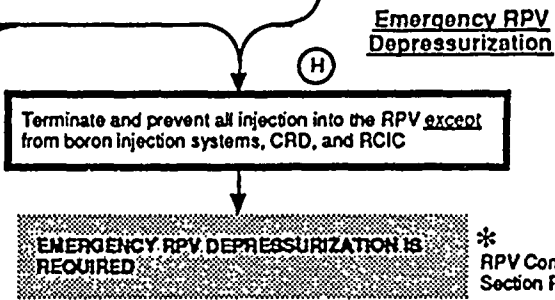 Emergency RPV
Depressurization
H
Terminate and prevent all injection into the RPV except
from boron injection systems, CRD, and RCIC
EMERGENCY RPV DEPRESSURIZATION IS
REQUIRED
*
RPV Con
Section F